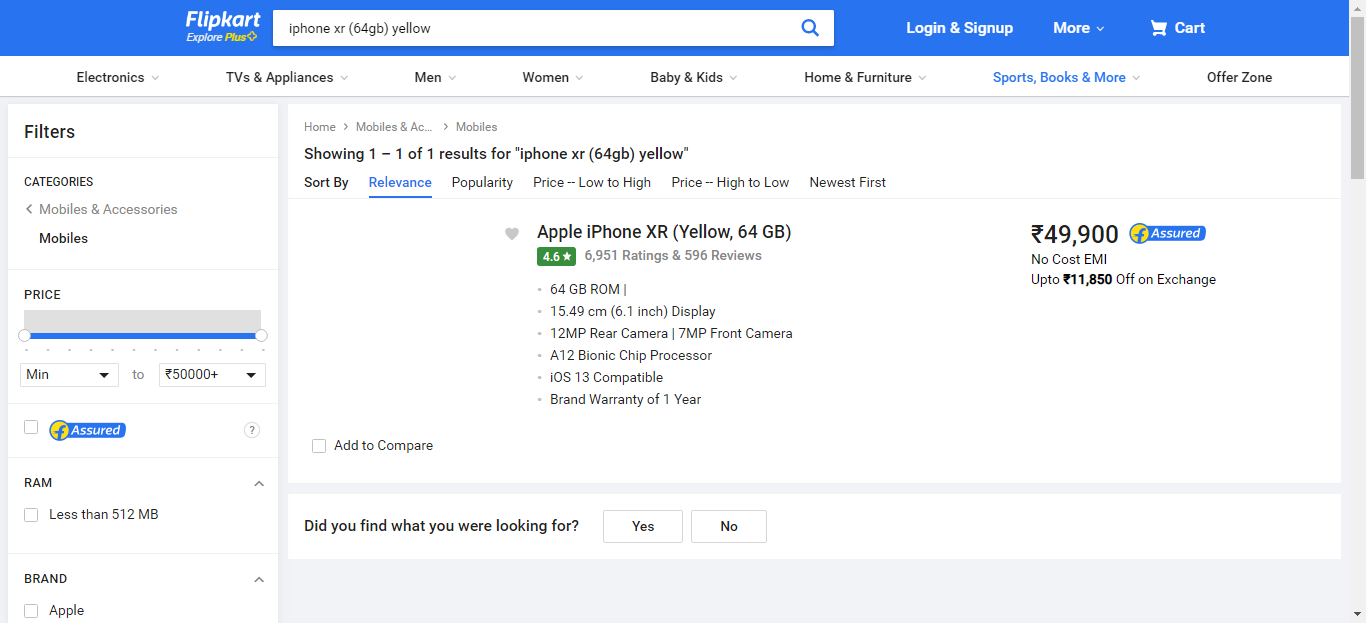 Flipkart
Explore Plus
iphone xr (64gb) yellow
Login & Signup
More
Cart
Electronics
TVs & Appliances
Men
Women
Baby & Kids
Home & Furniture
Sports, Books & More
Offer Zone
Filters
CATEGORIES
Mobiles & Accessories
Mobiles
PRICE
Min
to
₹50000+
f Assured
?
RAM
Less than 512 MB
BRAND
Apple
Home
Mobiles & Ac...
Mobiles
Showing 1 – 1 of 1 results for "iphone xr (64gb) yellow"
Sort By
Relevance
Popularity
Price -- Low to High
Price -- High to Low
Newest First
Apple iPhone XR (Yellow, 64 GB)
4.6
6,951 Ratings & 596 Reviews
64 GB ROM |
15.49 cm (6.1 inch) Display
12MP Rear Camera | 7MP Front Camera
A12 Bionic Chip Processor
iOS 13 Compatible
Brand Warranty of 1 Year
Add to Compare
₹49,900
f Assured
No Cost EMI
Upto ₹11,850 Off on Exchange
Did you find what you were looking for?
Yes
No